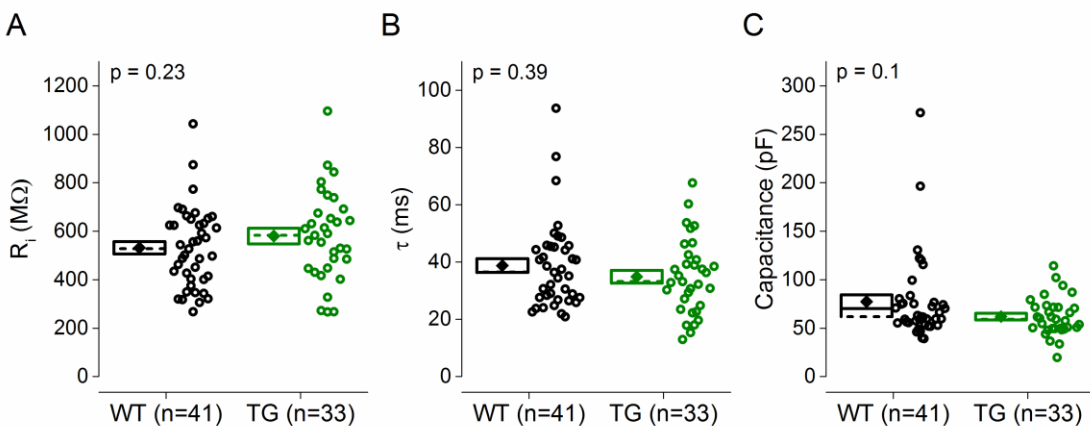 A
B
C
p = 0.23
p = 0.39
p = 0.1
Rᵢ (MΩ)
1200
1000
800
600
400
200
0
WT (n=41) TG (n=33)
τ (ms)
100
80
60
40
20
0
WT (n=41) TG (n=33)
Capacitance (pF)
300
250
200
150
100
50
0
WT (n=41) TG (n=33)